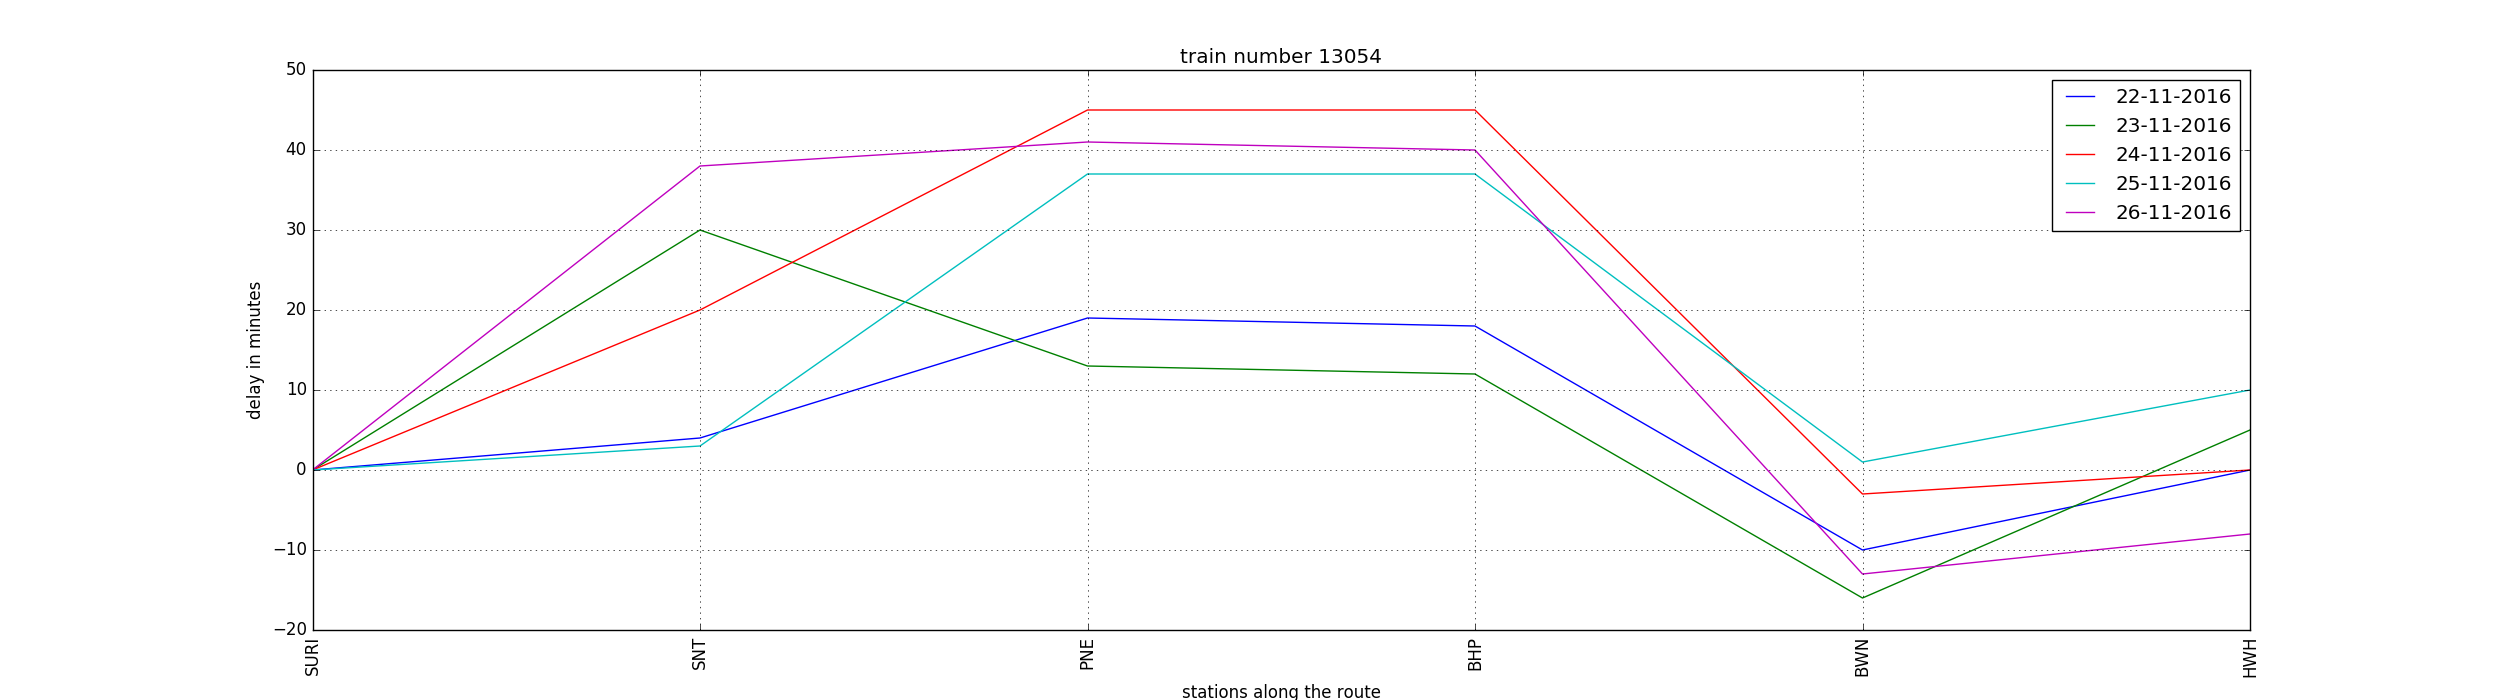 train number 13054
50
40
30
20
10
0
−10
−20
delay in minutes
22-11-2016
23-11-2016
24-11-2016
25-11-2016
26-11-2016
SURI
SNT
PNE
BHP
BWN
HWH
stations along the route